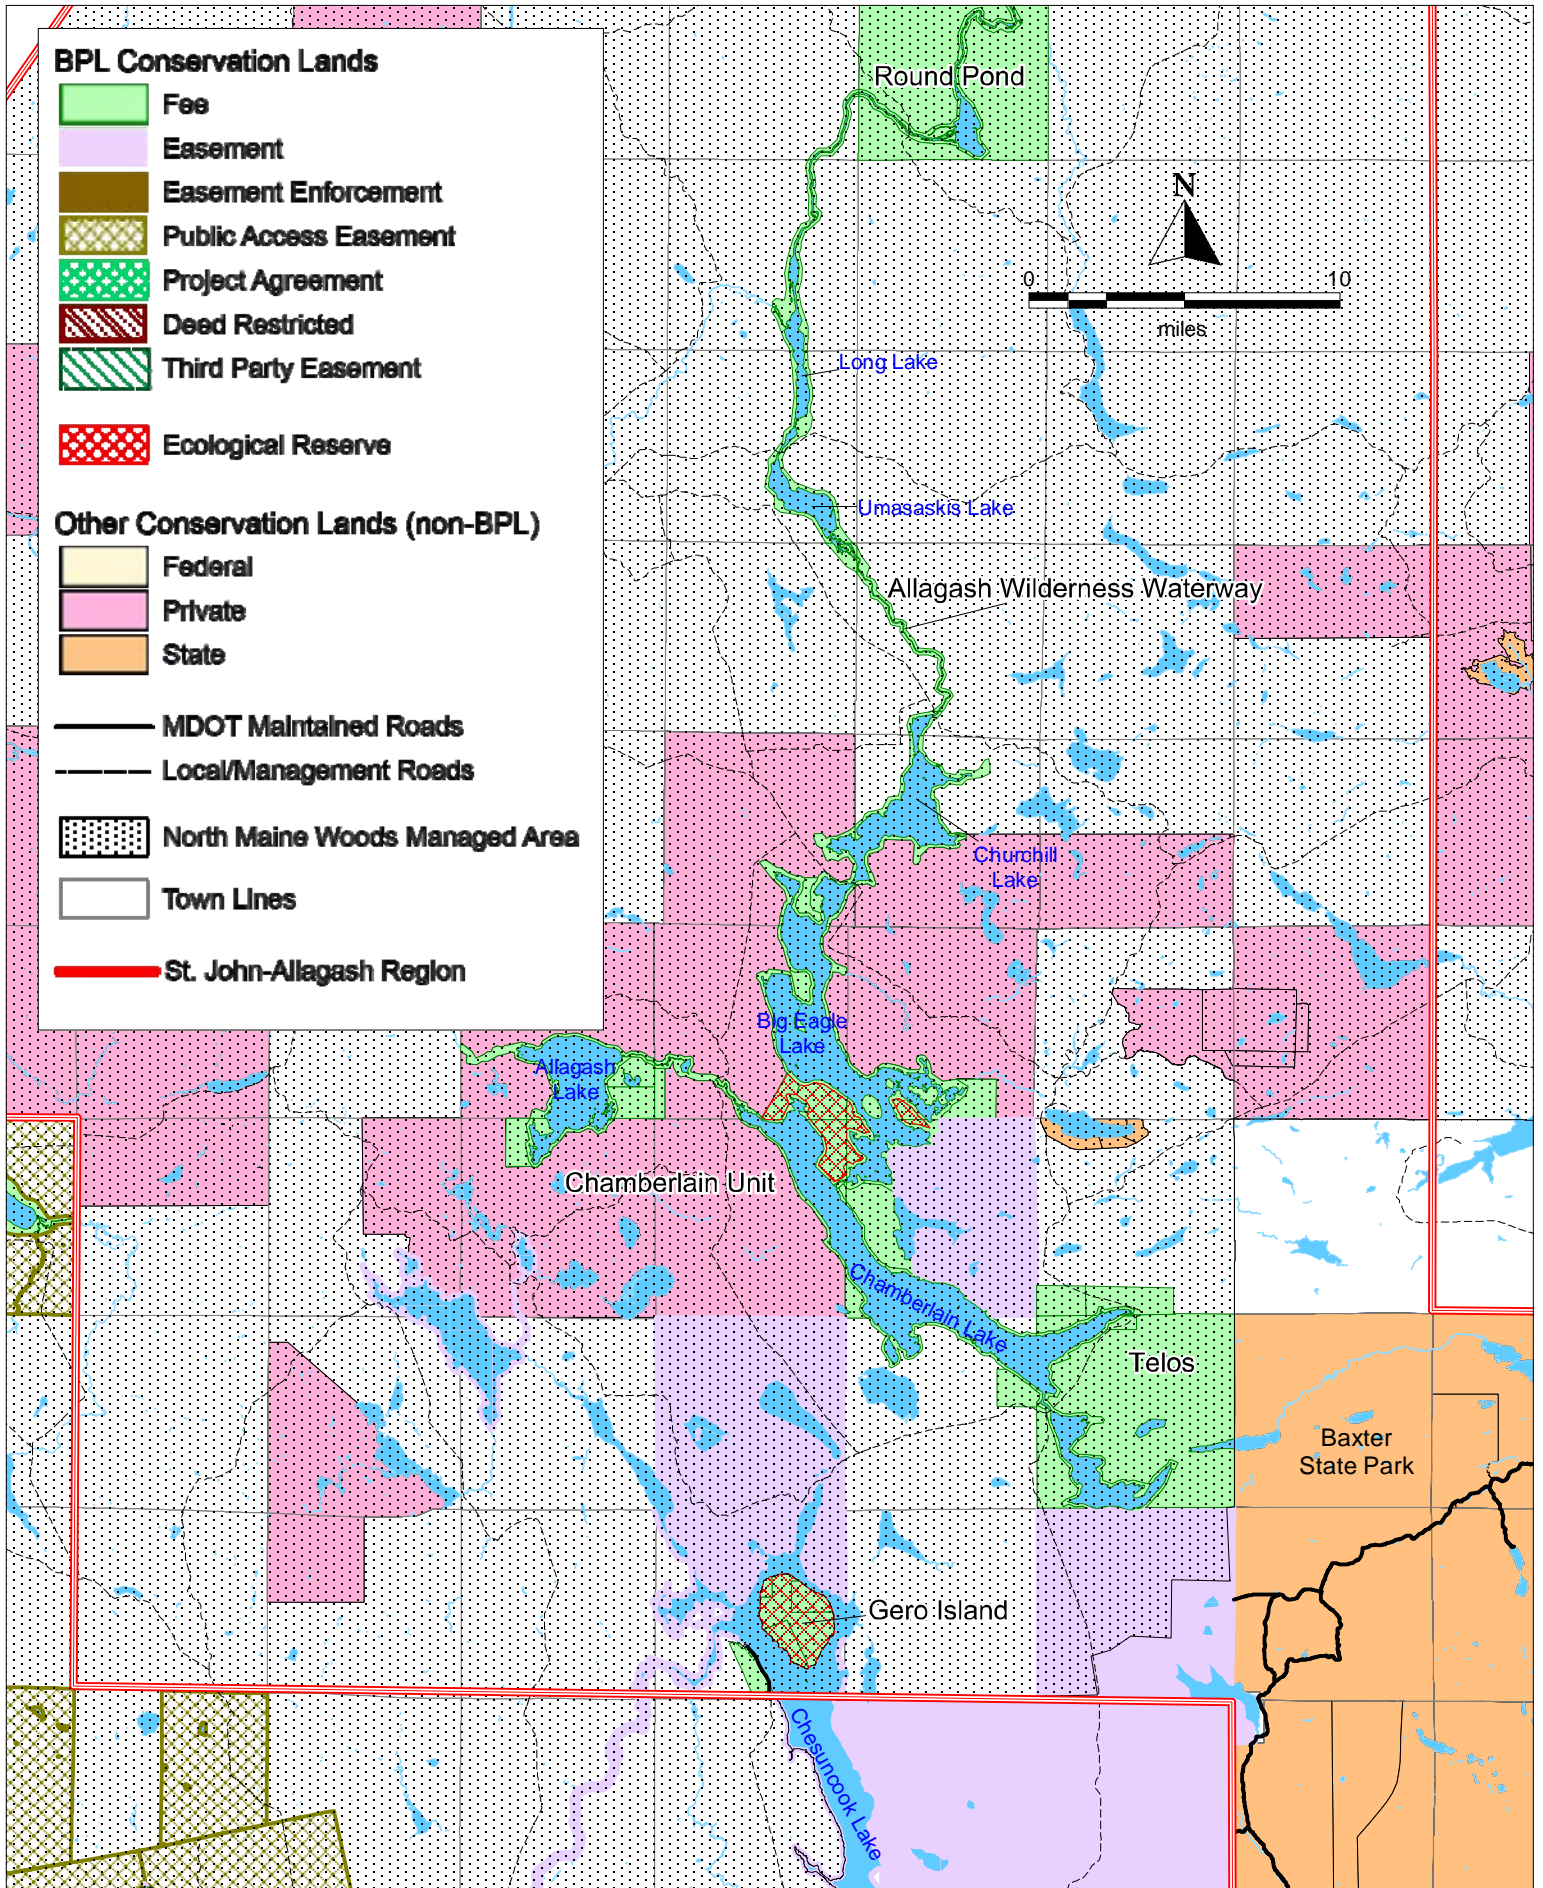 BPL Conservation Lands
Fee
Easement
Easement Enforcement
Public Access Easement
Project Agreement
Deed Restricted
Third Party Easement
Ecological Reserve
Other Conservation Lands (non-BPL)
Federal
Private
State
MDOT Maintained Roads
Local/Management Roads
North Maine Woods Managed Area
Town Lines
St. John-Allagash Region
Round Pond
N
0 10
miles
Long Lake
Umasaskis Lake
Allagash Wilderness Waterway
Churchill
Lake
Big Eagle
Lake
Allagash
Lake
Chamberlain Unit
Chamberlain Lake
Telos
Baxter
State Park
Gero Island
Chesuncook Lake